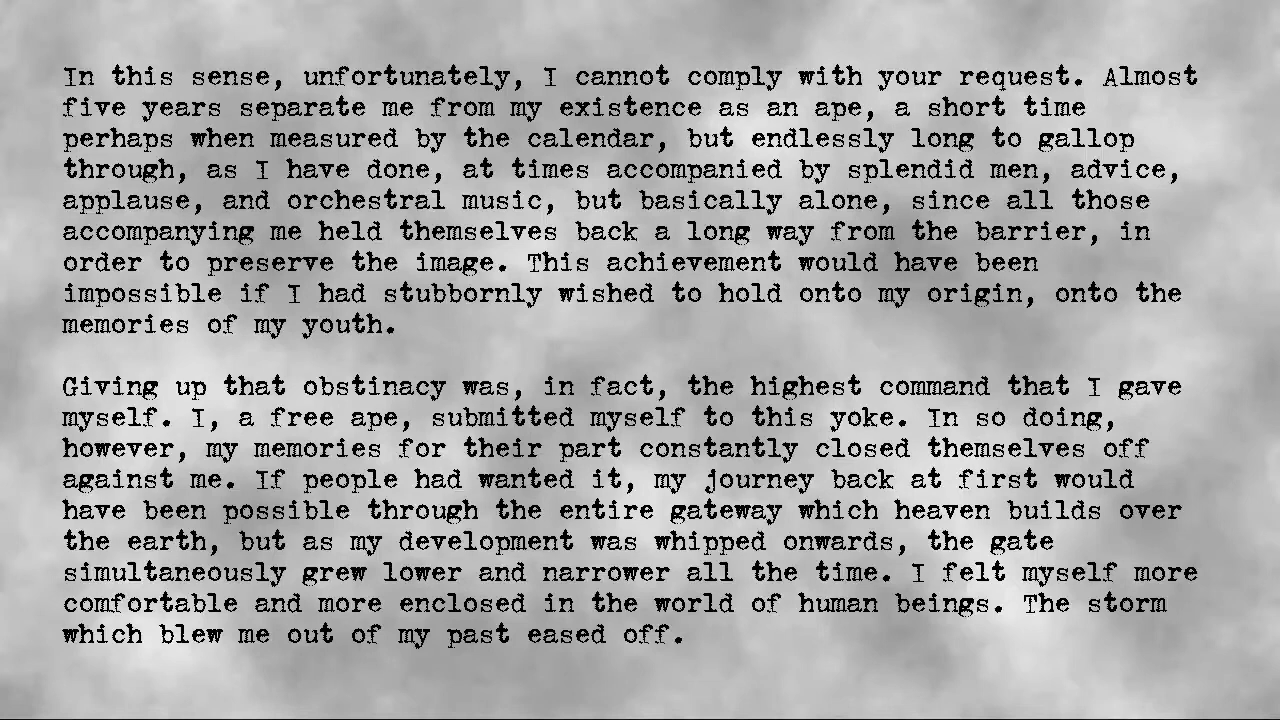 In this sense, unfortunately, I cannot comply with your request. Almost
five years separate me from my existence as an ape, a short time
perhaps when measured by the calendar, but endlessly long to gallop
through, as I have done, at times accompanied by splendid men, advice,
applause, and orchestral music, but basically alone, since all those
accompanying me held themselves back a long way from the barrier, in
order to preserve the image. This achievement would have been
impossible if I had stubbornly wished to hold onto my origin, onto the
memories of my youth.

Giving up that obstinacy was, in fact, the highest command that I gave
myself. I, a free ape, submitted myself to this yoke. In so doing,
however, my memories for their part constantly closed themselves off
against me. If people had wanted it, my journey back at first would
have been possible through the entire gateway which heaven builds over
the earth, but as my development was whipped onwards, the gate
simultaneously grew lower and narrower all the time. I felt myself more
comfortable and more enclosed in the world of human beings. The storm
which blew me out of my past eased off.